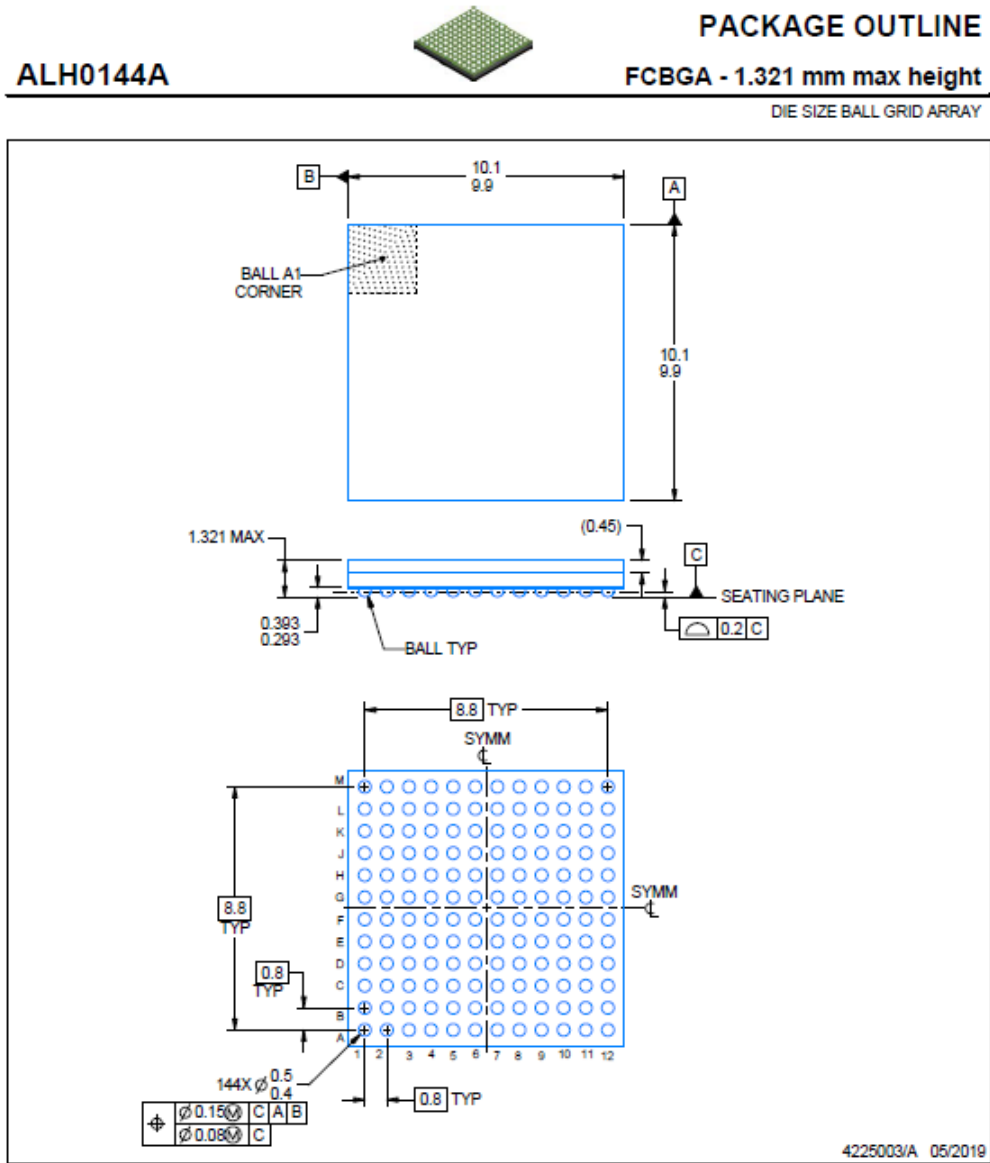 PACKAGE OUTLINE
ALH0144A
FCBGA - 1.321 mm max height
DIE SIZE BALL GRID ARRAY
B
10.1
9.9
A
BALL A1
CORNER
10.1
9.9
1.321 MAX
(0.45)
C
SEATING PLANE
0.393
0.293
BALL TYP
0.2 C
8.8 TYP
SYMM
M
L
K
J
H
G
SYMM
8.8
TYP
F
E
D
0.8
TYP
C
B
A
1 2 3 4 5 6 7 8 9 10 11 12
144X Ø 0.5
0.4
0.8 TYP
Ø 0.15Ⓜ C A B
Ø 0.08Ⓜ C
4225003/A 05/2019